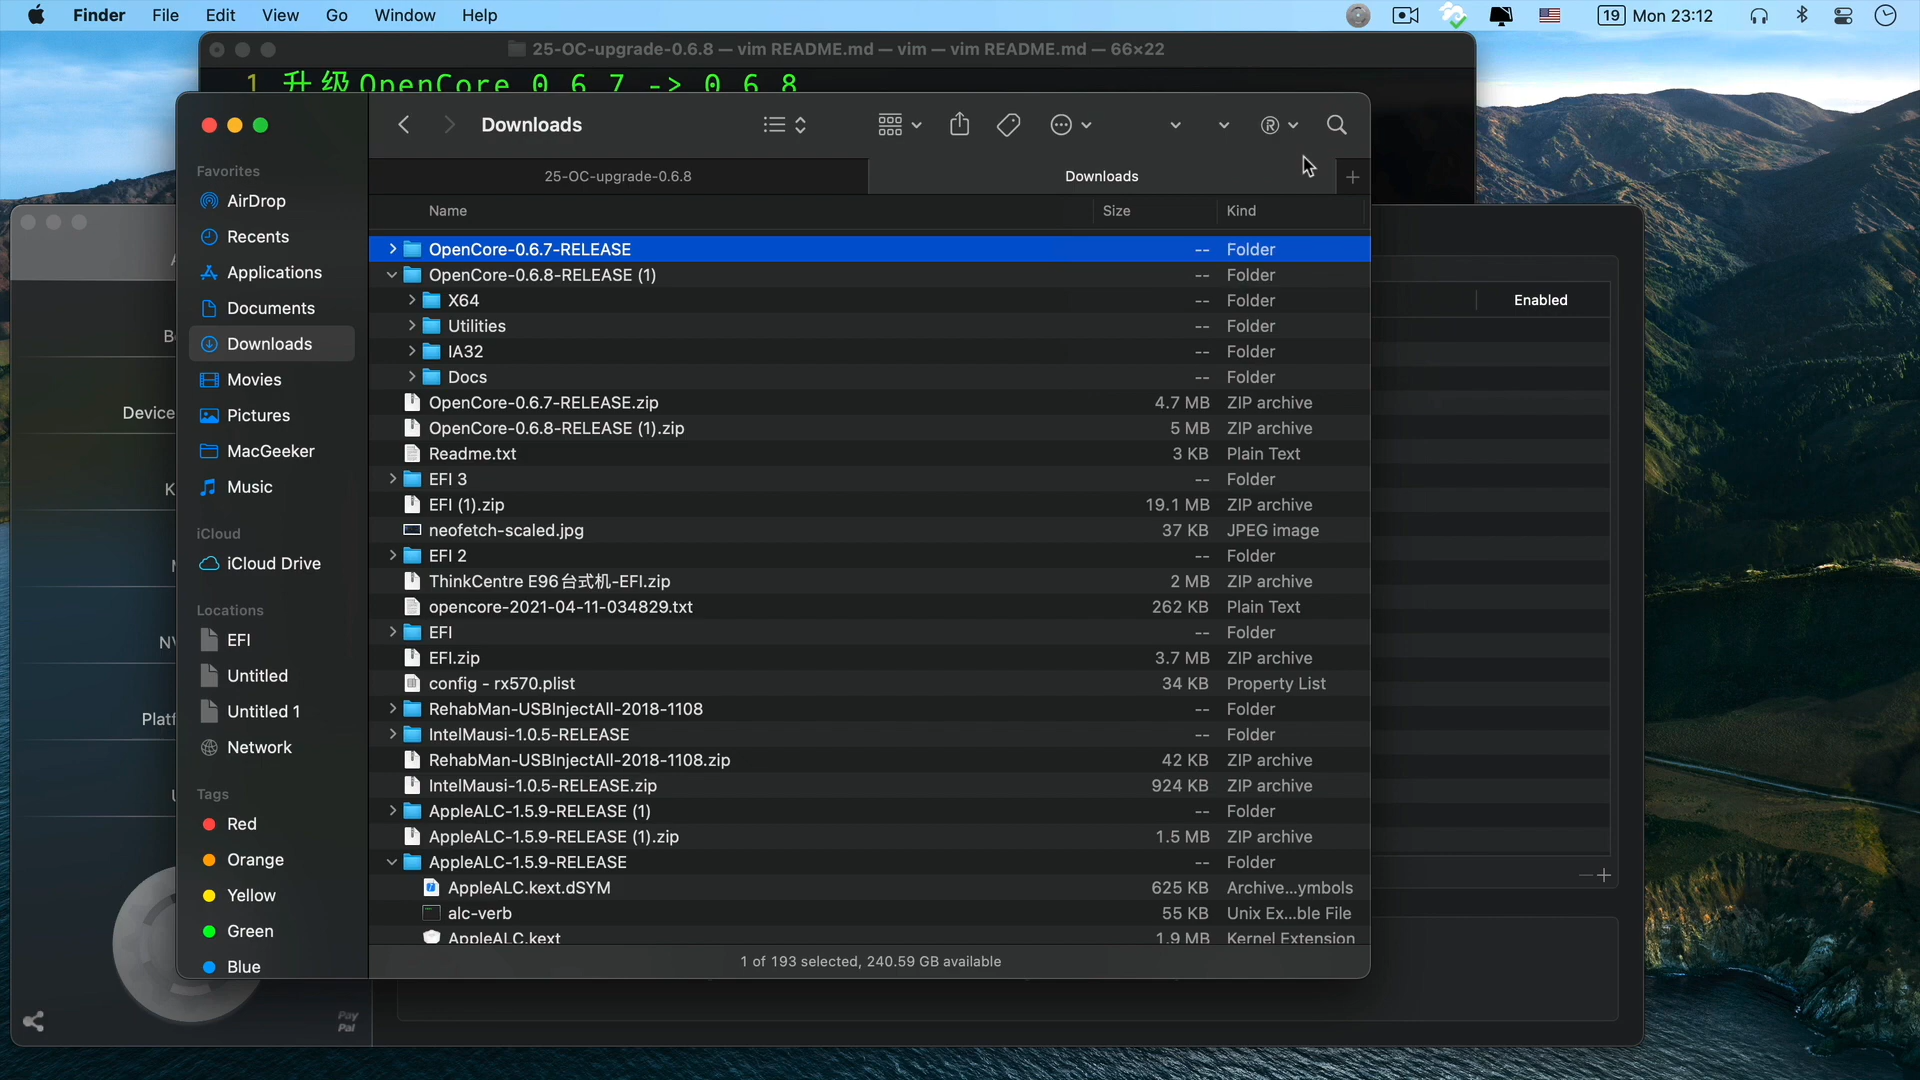 Finder File Edit View Go Window Help
19 Mon 23:12
25-OC-upgrade-0.6.8 — vim README.md — vim — vim README.md — 66×22
1 升级OpenCore 0.6.7 -> 0.6.8
Downloads
25-OC-upgrade-0.6.8
Downloads
Name Size Kind
Favorites
AirDrop
Recents
Applications
Documents
Downloads
Movies
Pictures
MacGeeker
Music
iCloud
iCloud Drive
Locations
EFI
Untitled
Untitled 1
Network
Tags
Red
Orange
Yellow
Green
Blue
OpenCore-0.6.7-RELEASE -- Folder
OpenCore-0.6.8-RELEASE (1) -- Folder
X64 -- Folder
Utilities -- Folder
IA32 -- Folder
Docs -- Folder
OpenCore-0.6.7-RELEASE.zip 4.7 MB ZIP archive
OpenCore-0.6.8-RELEASE (1).zip 5 MB ZIP archive
Readme.txt 3 KB Plain Text
EFI 3 -- Folder
EFI (1).zip 19.1 MB ZIP archive
neofetch-scaled.jpg 37 KB JPEG image
EFI 2 -- Folder
ThinkCentre E96台式机-EFI.zip 2 MB ZIP archive
opencore-2021-04-11-034829.txt 262 KB Plain Text
EFI -- Folder
EFI.zip 3.7 MB ZIP archive
config - rx570.plist 34 KB Property List
RehabMan-USBInjectAll-2018-1108 -- Folder
IntelMausi-1.0.5-RELEASE -- Folder
RehabMan-USBInjectAll-2018-1108.zip 42 KB ZIP archive
IntelMausi-1.0.5-RELEASE.zip 924 KB ZIP archive
AppleALC-1.5.9-RELEASE (1) -- Folder
AppleALC-1.5.9-RELEASE (1).zip 1.5 MB ZIP archive
AppleALC-1.5.9-RELEASE -- Folder
AppleALC.kext.dSYM 625 KB Archive...ymbols
alc-verb 55 KB Unix Ex...ble File
AppleALC.kext 1.9 MB Kernel Extension
1 of 193 selected, 240.59 GB available
Enabled
Device
NV
Platf
Pay
Pal